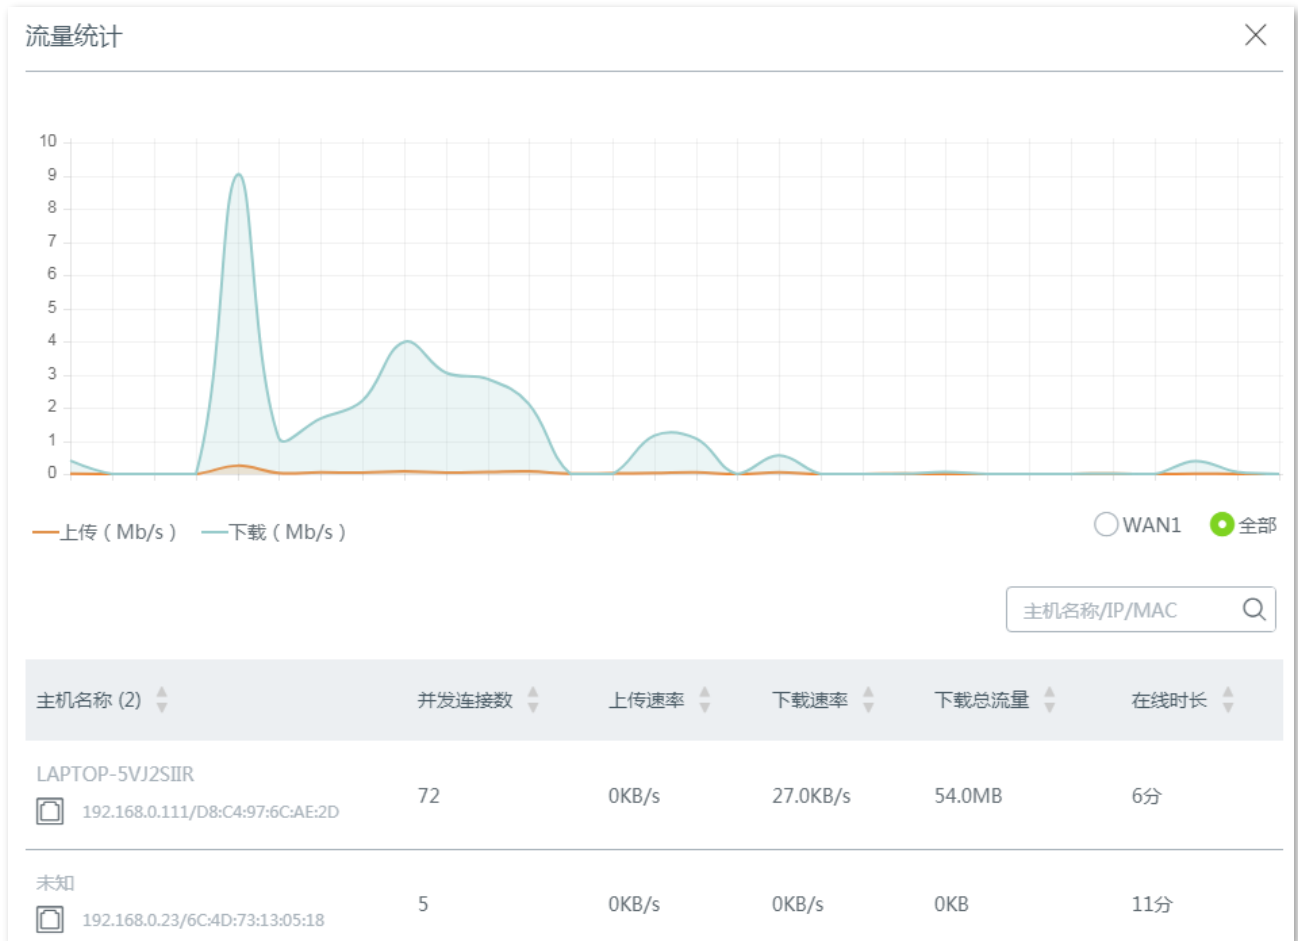 流量统计
10
9
8
7
6
5
4
3
2
1
0
上传（Mb/s） 下载（Mb/s）
WAN1 全部
主机名称/IP/MAC
主机名称 (2) 并发连接数 上传速率 下载速率 下载总流量 在线时长
LAPTOP-5VJ2SIIR
72 0KB/s 27.0KB/s 54.0MB 6分
192.168.0.111/D8:C4:97:6C:AE:2D
未知
5 0KB/s 0KB/s 0KB 11分
192.168.0.23/6C:4D:73:13:05:18